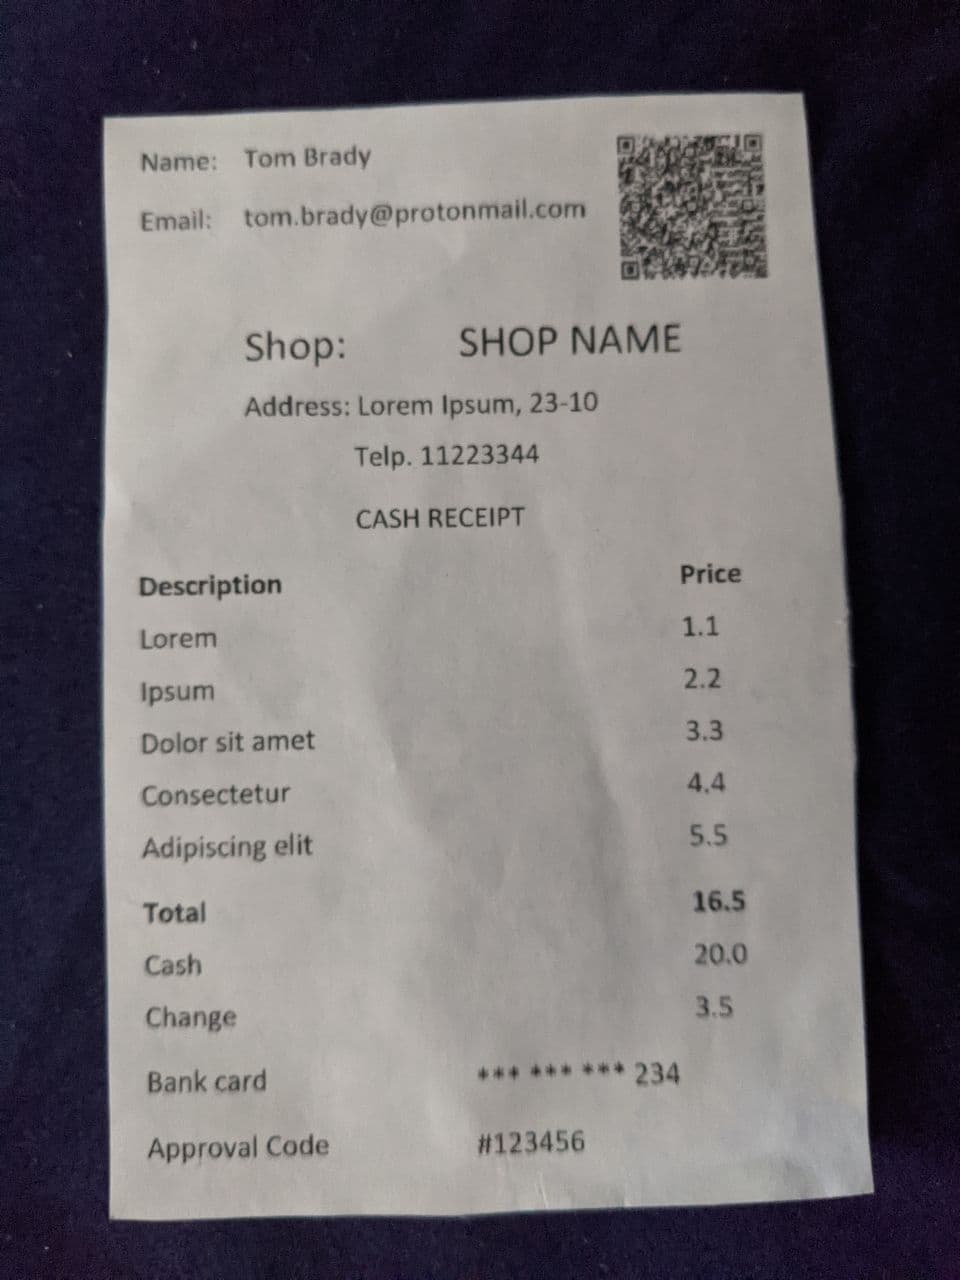 Name: Tom Brady
Email: tom.brady@protonmail.com
Shop: SHOP NAME
Address: Lorem Ipsum, 23-10
Telp. 11223344
CASH RECEIPT
Description Price
Lorem 1.1
Ipsum 2.2
Dolor sit amet 3.3
Consectetur 4.4
Adipiscing elit 5.5
Total 16.5
Cash 20.0
Change 3.5
Bank card *** *** *** 234
Approval Code #123456